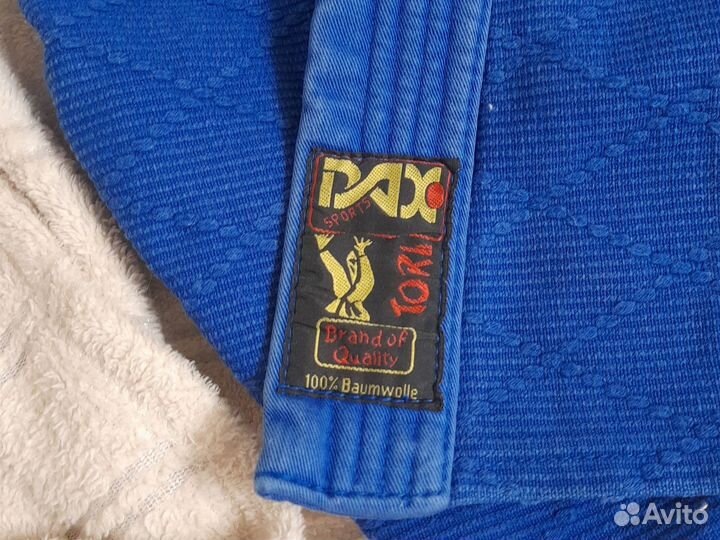 DAX
SPORTS
TORI
Brand of
Quality
100% Baumwolle
Avito